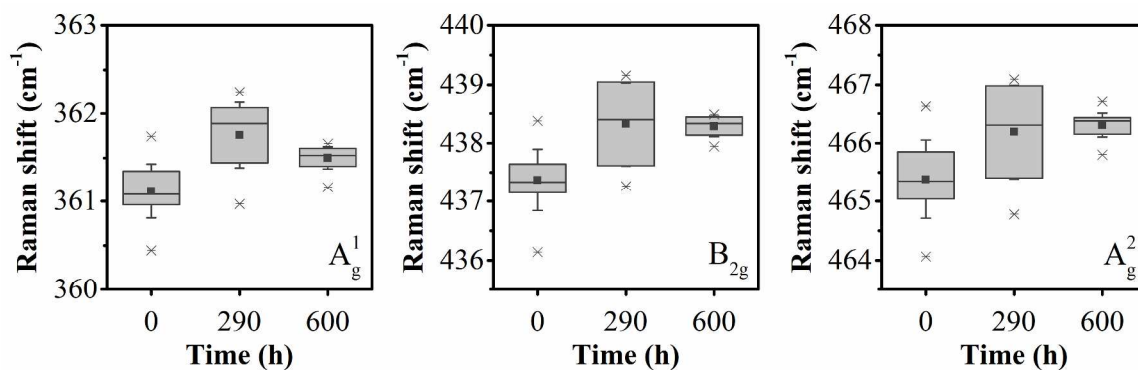 Raman shift (cm⁻¹)
363
362
361
360
0 290 600
Time (h)
A¹g
Raman shift (cm⁻¹)
440
439
438
437
436
0 290 600
Time (h)
B₂g
Raman shift (cm⁻¹)
468
467
466
465
464
0 290 600
Time (h)
A²g